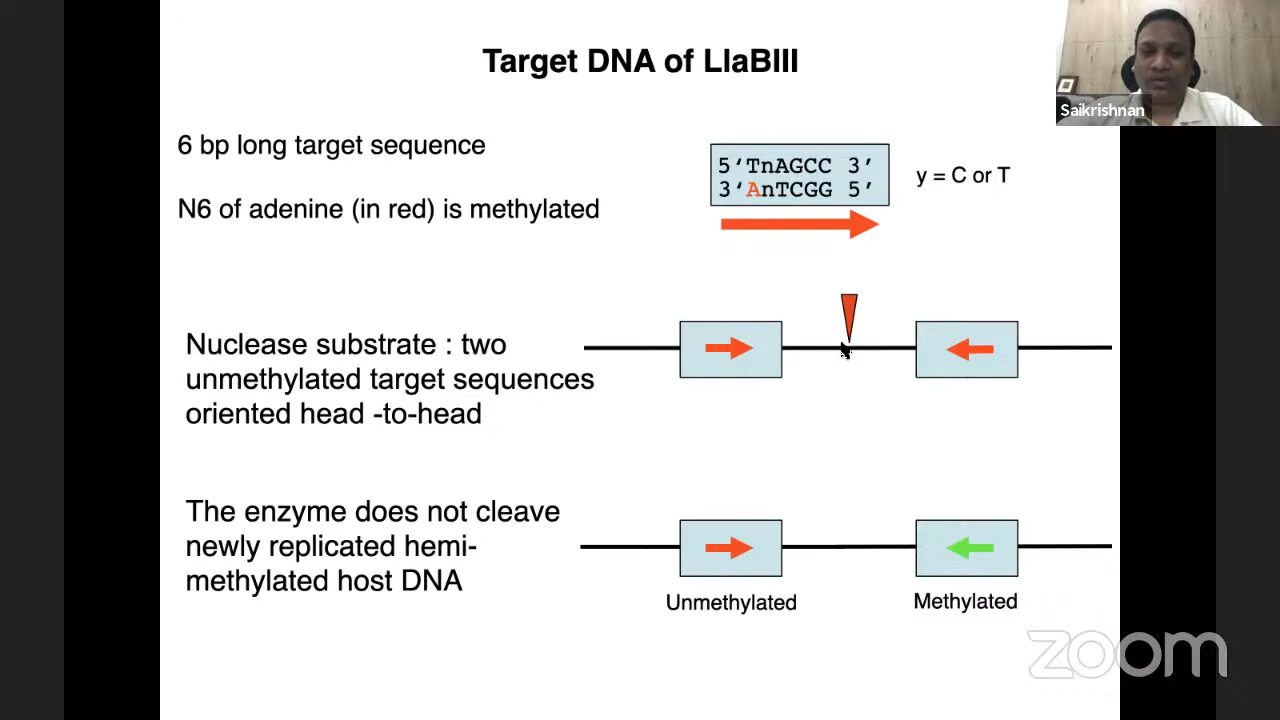 Target DNA of LlaBIII
Saikrishnan
6 bp long target sequence
5‘TnAGCC 3’
3‘AnTCGG 5’
y = C or T
N6 of adenine (in red) is methylated
Nuclease substrate : two
unmethylated target sequences
oriented head -to-head
The enzyme does not cleave
newly replicated hemi-
methylated host DNA
Unmethylated
Methylated
zoom